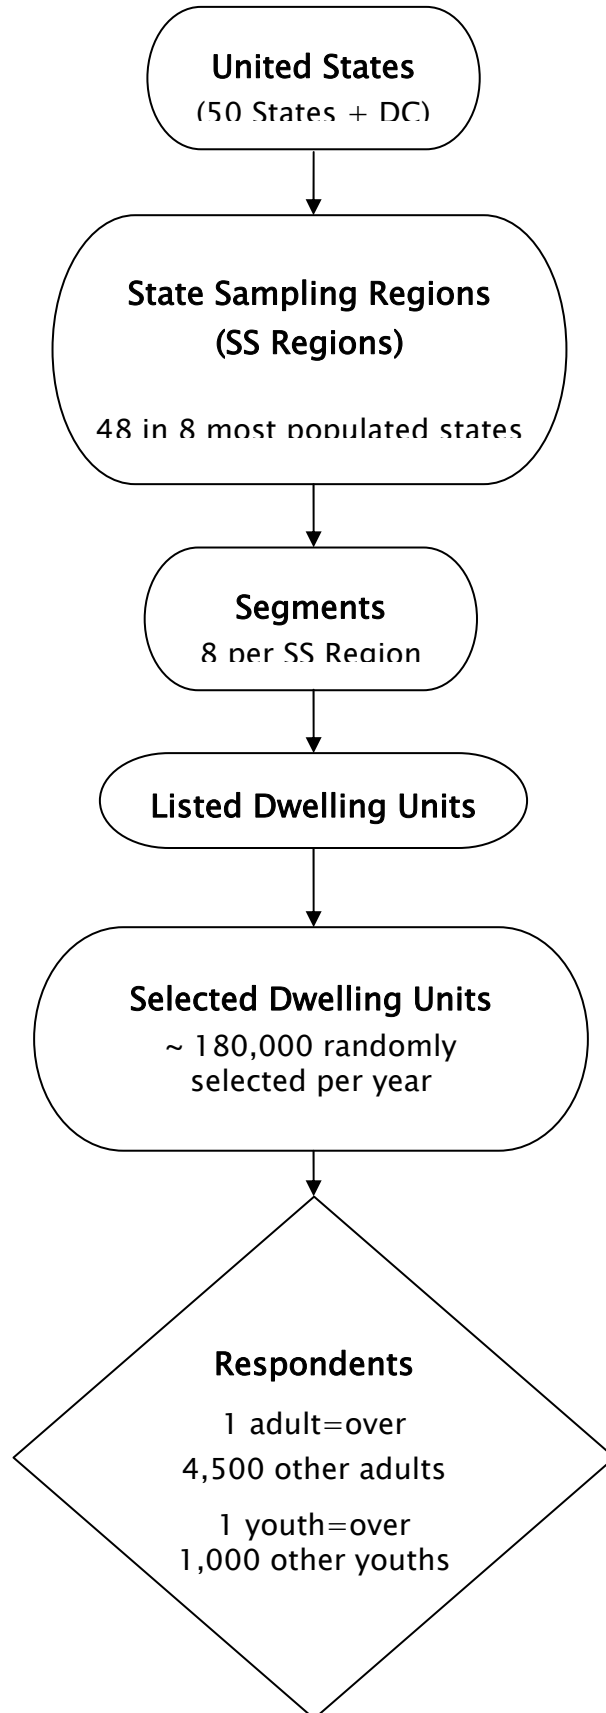 United States
(50 States + DC)
State Sampling Regions
(SS Regions)
48 in 8 most populated states
Segments
8 per SS Region
Listed Dwelling Units
Selected Dwelling Units
~ 180,000 randomly
selected per year
Respondents
1 adult=over
4,500 other adults
1 youth=over
1,000 other youths